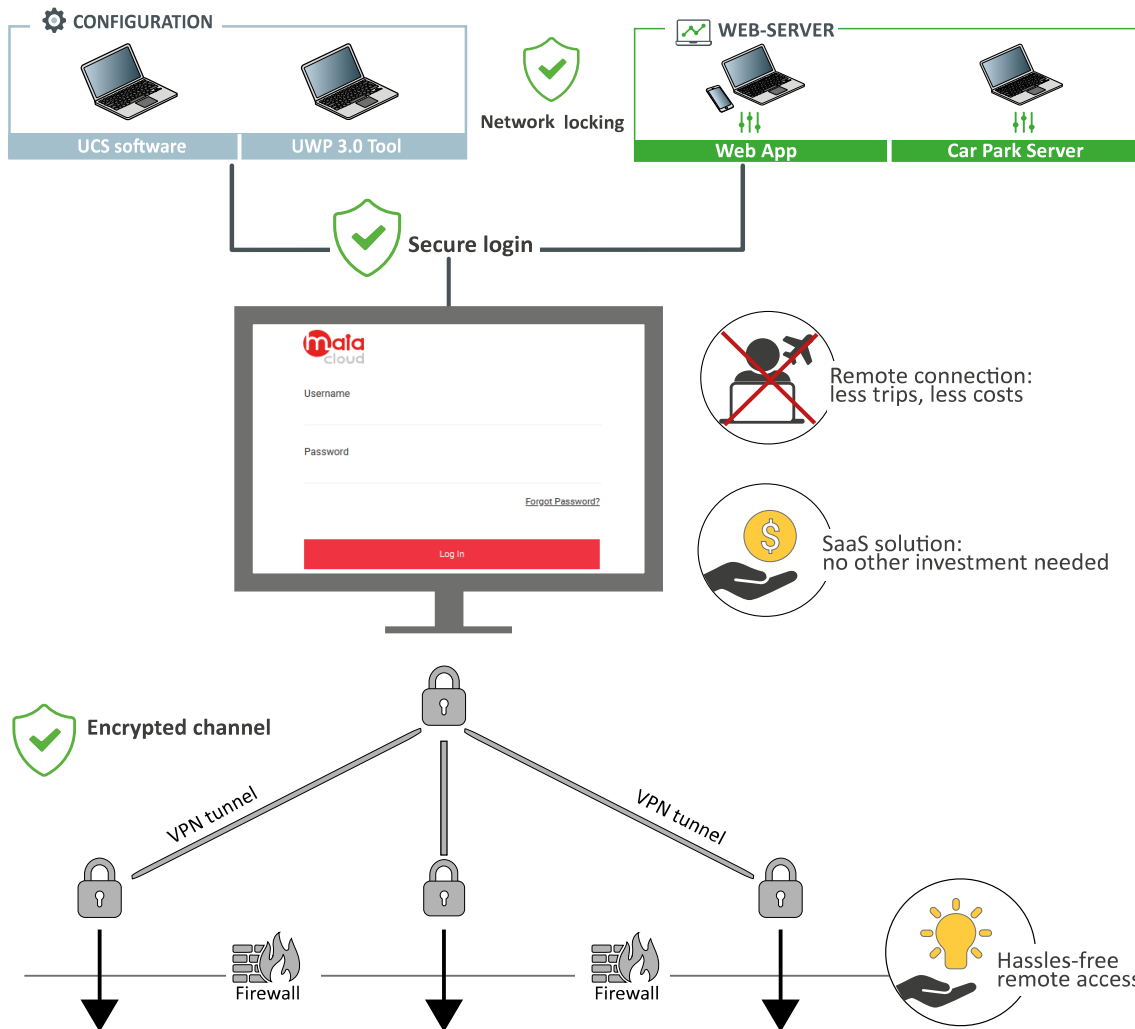 CONFIGURATION
WEB-SERVER
Network locking
UCS software
UWP 3.0 Tool
Web App
Car Park Server
Secure login
maia
cloud
Username
Password
Forgot Password?
Log In
Remote connection:
less trips, less costs
$
SaaS solution:
no other investment needed
Encrypted channel
VPN tunnel
VPN tunnel
Firewall
Firewall
Hassles-free
remote access